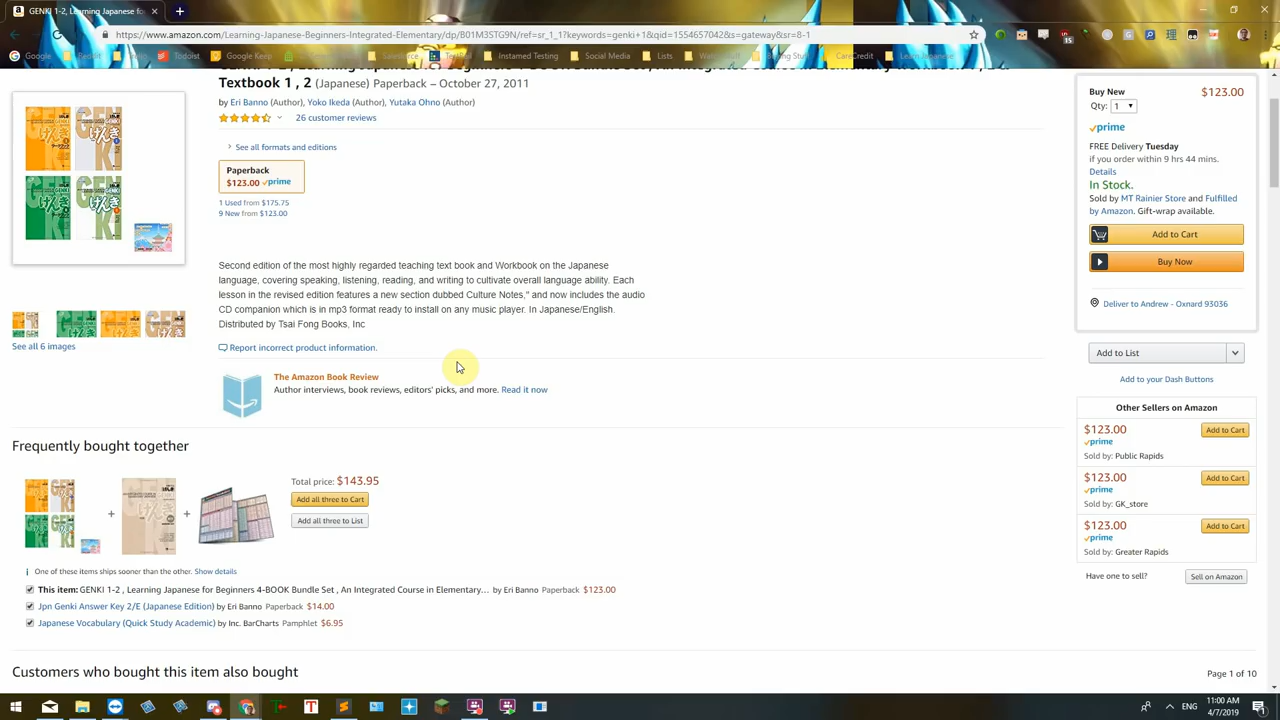 GENKI 1-2, Learning Japanese fo
https://www.amazon.com/Learning-Japanese-Beginners-Integrated-Elementary/dp/B01M3STG9N/ref=sr_1_1?keywords=genki+1&qid=1554657042&s=gateway&sr=8-1
Google
Todoist
Google Keep
Instamed Testing
Social Media
Lists
CareCredit
Textbook 1 , 2 (Japanese) Paperback – October 27, 2011
by Eri Banno (Author), Yoko Ikeda (Author), Yutaka Ohno (Author)
26 customer reviews
See all formats and editions
Paperback
$123.00 prime
1 Used from $175.75
9 New from $123.00
Second edition of the most highly regarded teaching text book and Workbook on the Japanese
language, covering speaking, listening, reading, and writing to cultivate overall language ability. Each
lesson in the revised edition features a new section dubbed Culture Notes," and now includes the audio
CD companion which is in mp3 format ready to install on any music player. In Japanese/English.
Distributed by Tsai Fong Books, Inc
See all 6 images
Report incorrect product information.
The Amazon Book Review
Author interviews, book reviews, editors' picks, and more. Read it now
Buy New $123.00
Qty: 1
prime
FREE Delivery Tuesday
if you order within 9 hrs 44 mins.
Details
In Stock.
Sold by MT Rainier Store and Fulfilled
by Amazon. Gift-wrap available.
Add to Cart
Buy Now
Deliver to Andrew - Oxnard 93036
Add to List
Add to your Dash Buttons
Other Sellers on Amazon
$123.00 Add to Cart
prime
Sold by: Public Rapids
$123.00 Add to Cart
prime
Sold by: GK_store
$123.00 Add to Cart
prime
Sold by: Greater Rapids
Have one to sell? Sell on Amazon
Frequently bought together
Total price: $143.95
Add all three to Cart
Add all three to List
+ +
One of these items ships sooner than the other. Show details
This item: GENKI 1-2 , Learning Japanese for Beginners 4-BOOK Bundle Set , An Integrated Course in Elementary... by Eri Banno Paperback $123.00
Jpn Genki Answer Key 2/E (Japanese Edition) by Eri Banno Paperback $14.00
Japanese Vocabulary (Quick Study Academic) by Inc. BarCharts Pamphlet $6.95
Customers who bought this item also bought
Page 1 of 10
ENG
11:00 AM
4/7/2019